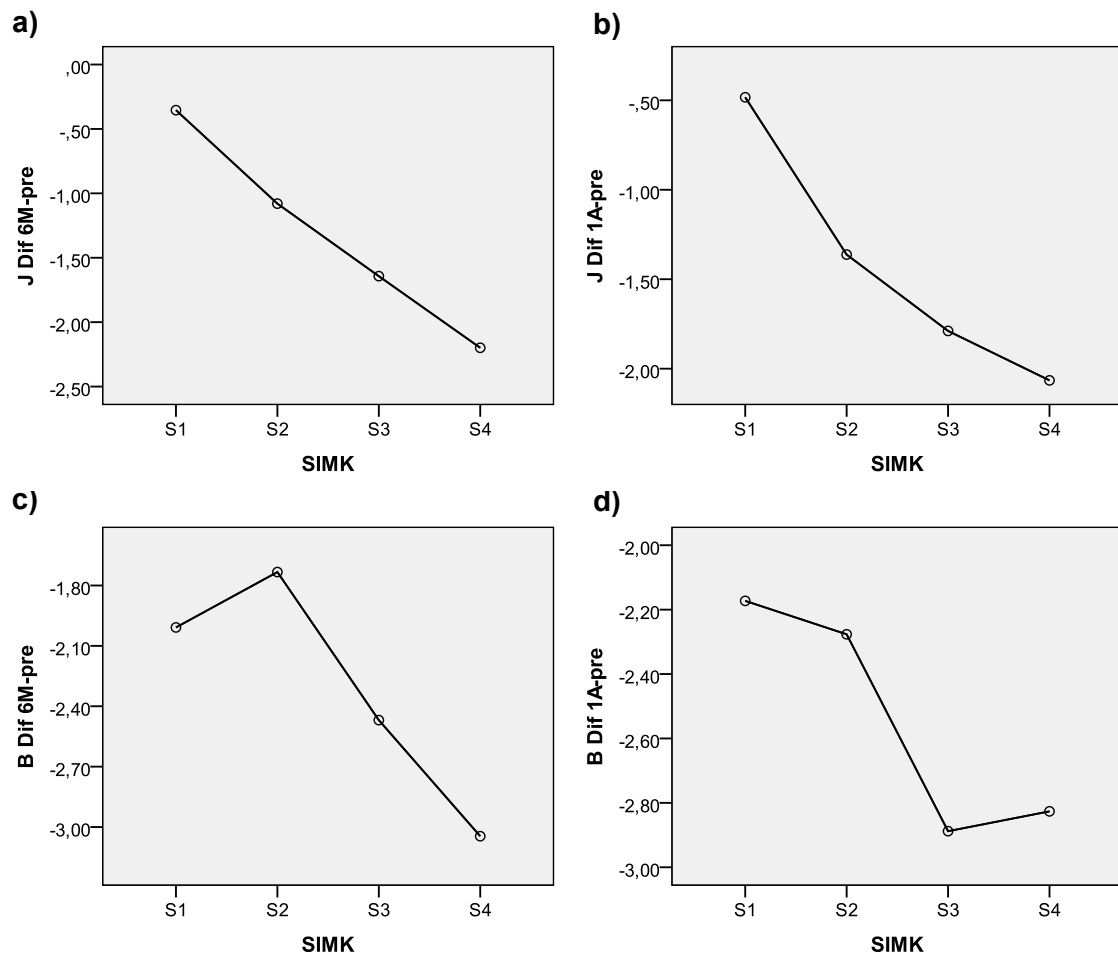 a)
,00
-,50
-1,00
-1,50
-2,00
-2,50
J Dif 6M-pre
S1 S2 S3 S4
SIMK
b)
-,50
-1,00
-1,50
-2,00
J Dif 1A-pre
S1 S2 S3 S4
SIMK
c)
-1,80
-2,10
-2,40
-2,70
-3,00
B Dif 6M-pre
S1 S2 S3 S4
SIMK
d)
-2,00
-2,20
-2,40
-2,60
-2,80
-3,00
B Dif 1A-pre
S1 S2 S3 S4
SIMK